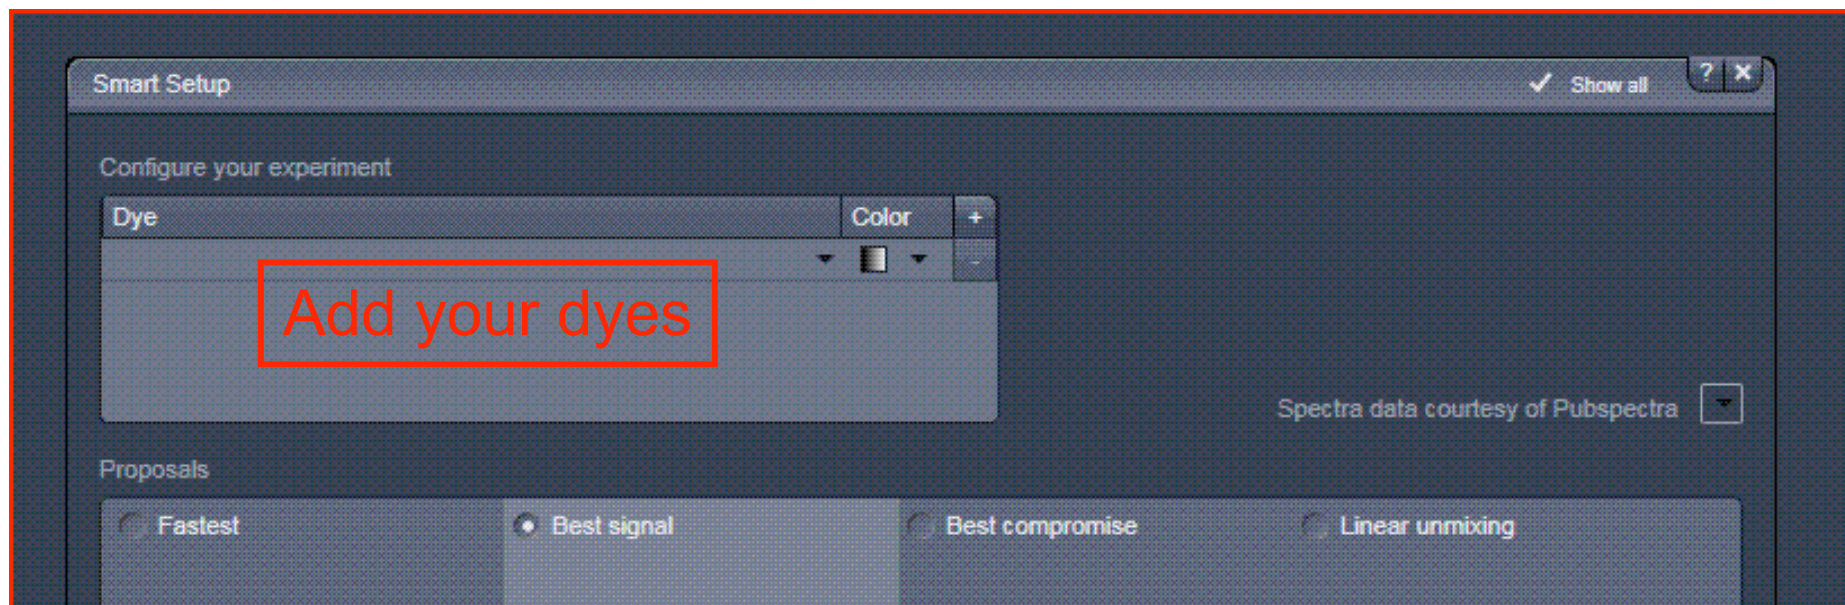 Smart Setup Show all ? ×
Configure your experiment
Dye Color +
-
Add your dyes
Spectra data courtesy of Pubspectra
Proposals
Fastest Best signal Best compromise Linear unmixing